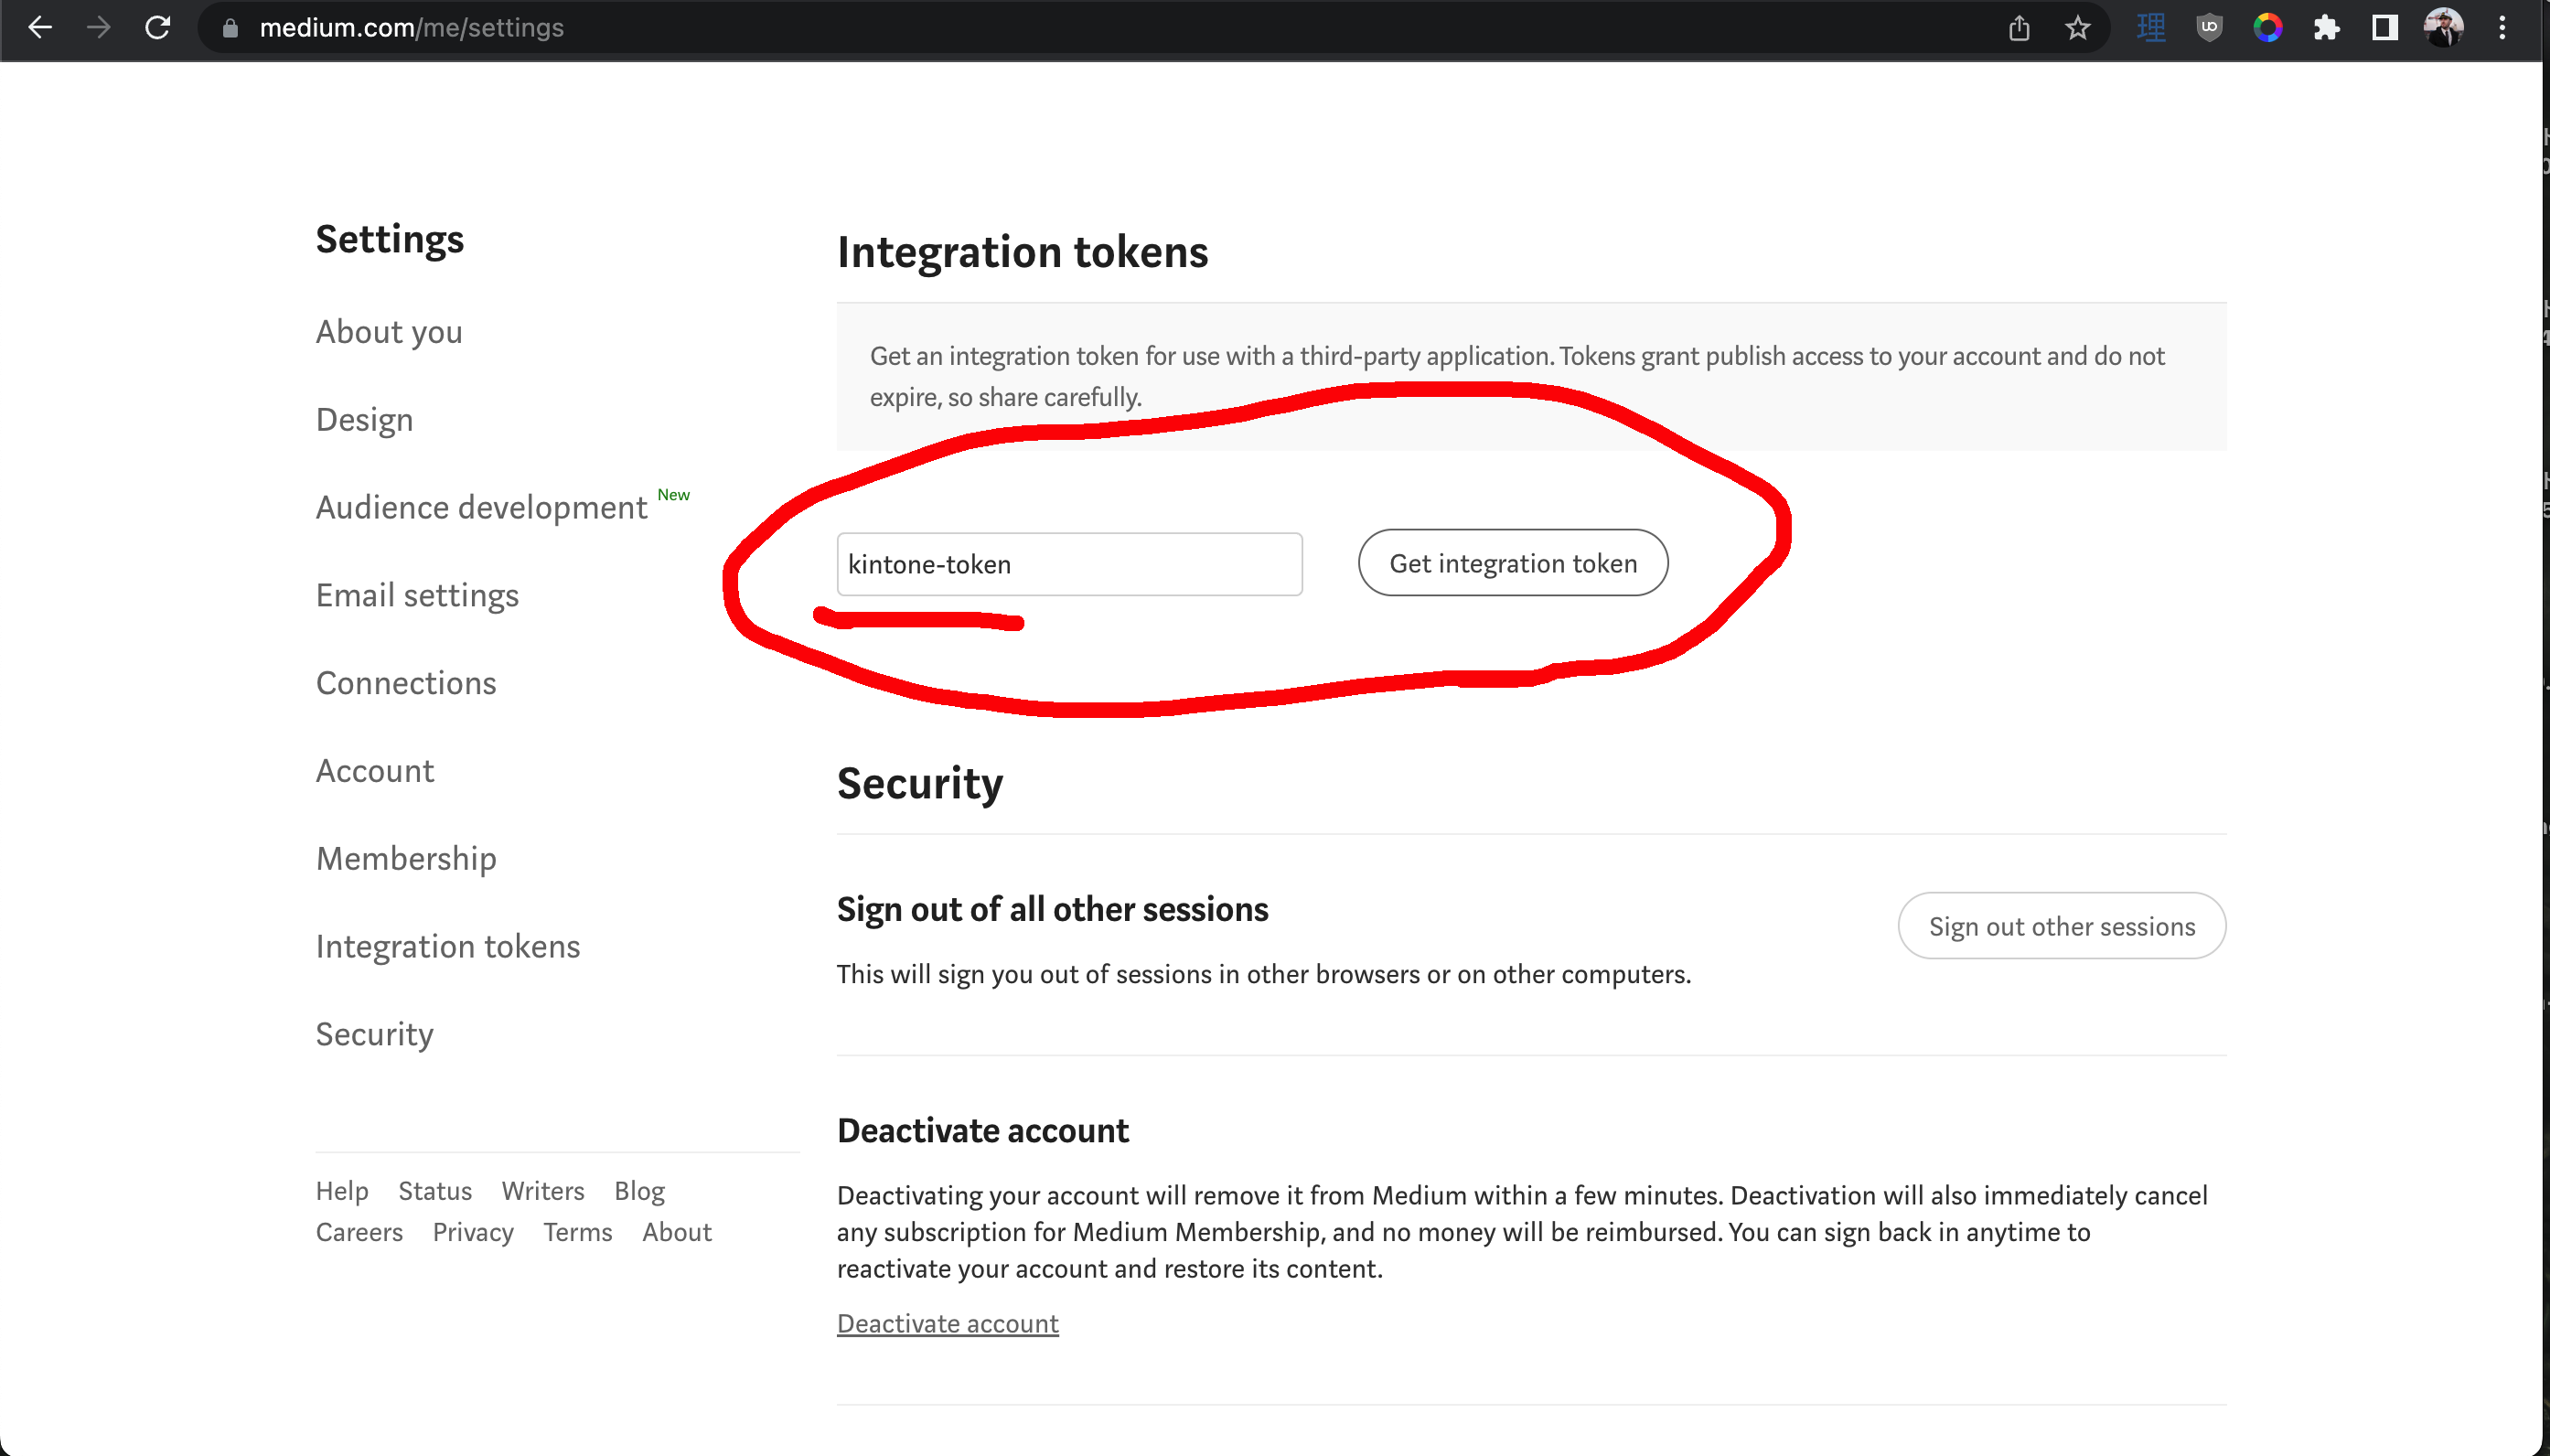 medium.com/me/settings
理
Settings
About you
Design
Audience development New
Email settings
Connections
Account
Membership
Integration tokens
Security
Help Status Writers Blog
Careers Privacy Terms About
Integration tokens
Get an integration token for use with a third-party application. Tokens grant publish access to your account and do not
expire, so share carefully.
kintone-token
Get integration token
Security
Sign out of all other sessions
Sign out other sessions
This will sign you out of sessions in other browsers or on other computers.
Deactivate account
Deactivating your account will remove it from Medium within a few minutes. Deactivation will also immediately cancel
any subscription for Medium Membership, and no money will be reimbursed. You can sign back in anytime to
reactivate your account and restore its content.
Deactivate account